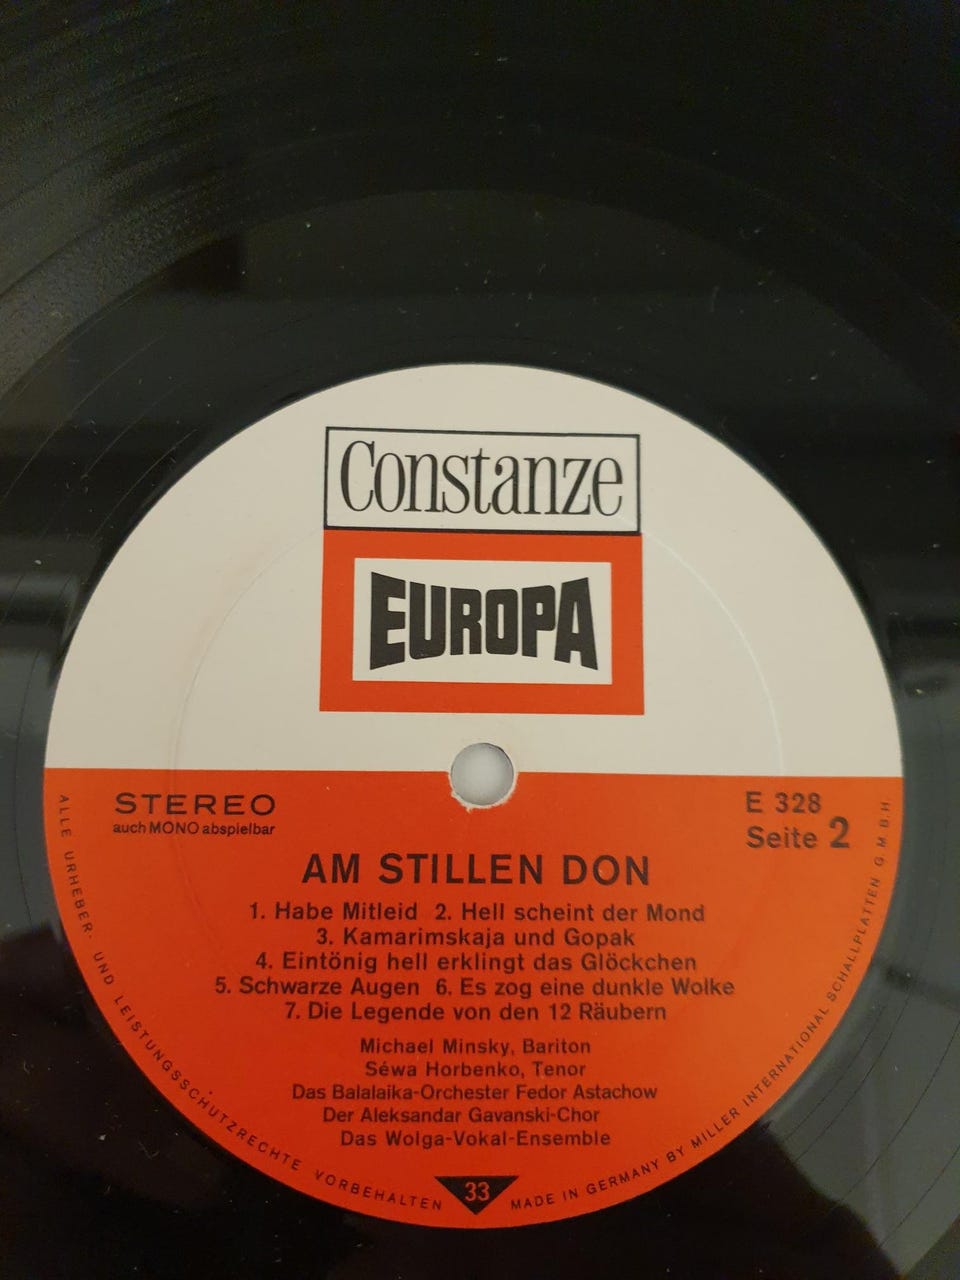 Constanze
EUROPA
STEREO
auch MONO abspielbar
E 328
Seite 2
AM STILLEN DON
1. Habe Mitleid 2. Hell scheint der Mond
3. Kamarimskaja und Gopak
4. Eintönig hell erklingt das Glöckchen
5. Schwarze Augen 6. Es zog eine dunkle Wolke
7. Die Legende von den 12 Räubern
Michael Minsky, Bariton
Séwa Horbenko, Tenor
Das Balalaika-Orchester Fedor Astachow
Der Aleksandar Gavanski-Chor
Das Wolga-Vokal-Ensemble
ALLE URHEBER- UND LEISTUNGSSCHUTZRECHTE VORBEHALTEN
33
MADE IN GERMANY BY MILLER INTERNATIONAL SCHALLPLATTEN G.M.B.H.